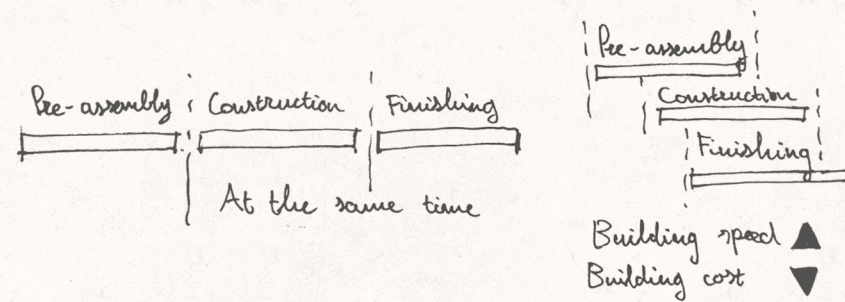 Pre-assembly
Construction
Finishing
At the same time
Pre-assembly
Construction
Finishing
Building speed
Building cost